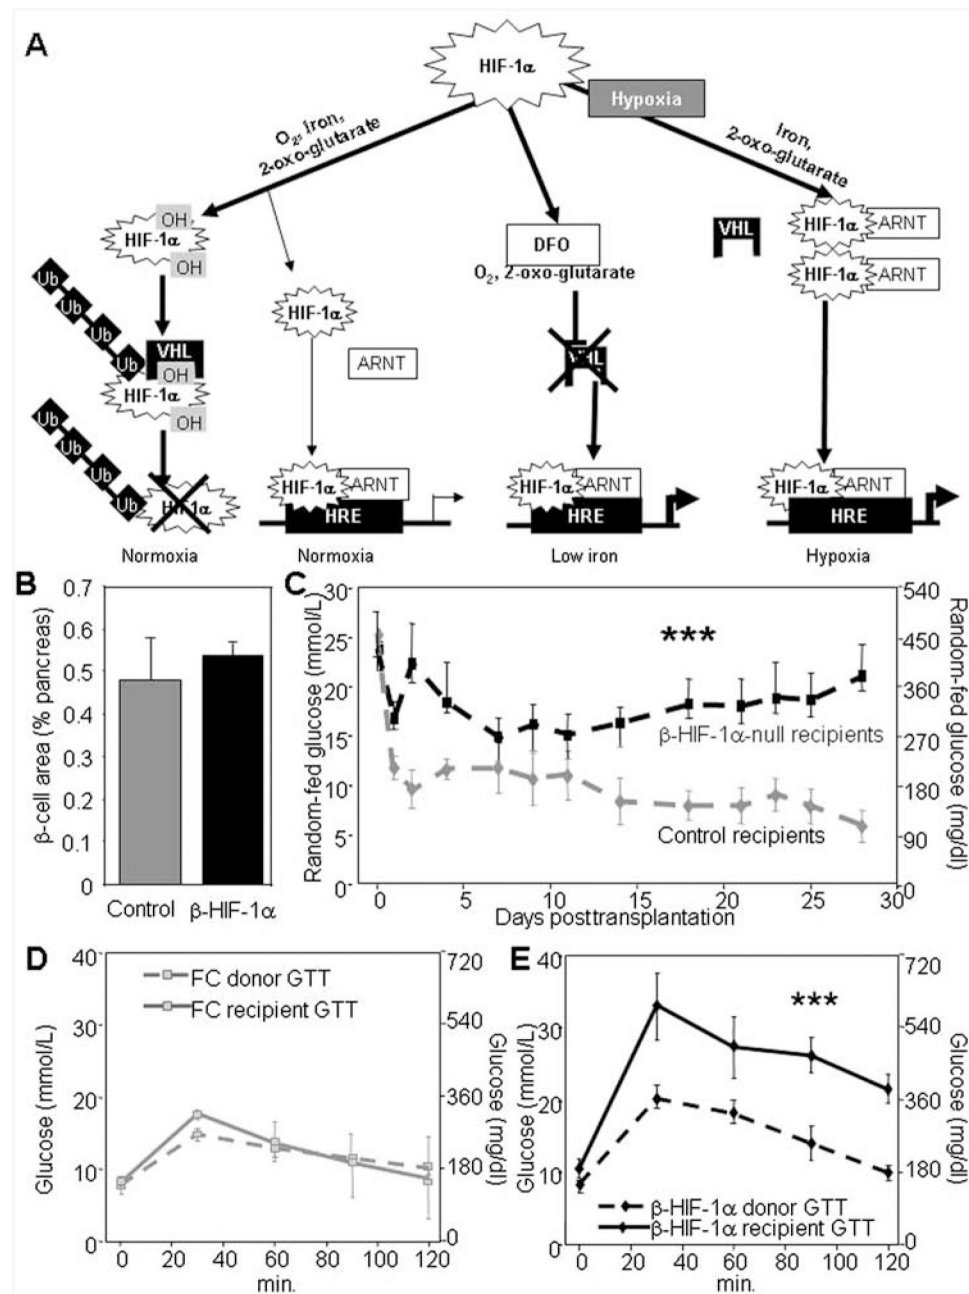 A
HIF-1α
Hypoxia
O2, Iron,
2-oxo-glutarate
Iron,
2-oxo-glutarate
OH
HIF-1α
OH
VHL
HIF-1α ARNT
DFO
HIF-1α ARNT
O2, 2-oxo-glutarate
Ub
Ub
Ub
Ub
HIF-1α
VHL
OH
HIF-1α
OH
ARNT
VHL
Ub
Ub
Ub
Ub
HIF-1α
HIF-1α ARNT
HRE
HIF-1α ARNT
HRE
HIF-1α ARNT
HRE
Normoxia
Normoxia
Low iron
Hypoxia
B
β-cell area (% pancreas)
0.7
0.6
0.5
0.4
0.3
0.2
0.1
0
Control β-HIF-1α
C
Random-fed glucose (mmol/L)
30
25
20
15
10
5
0
***
β-HIF-1α-null recipients
Control recipients
540
450
360
270
180
90
0
Random-fed glucose (mg/dl)
0 5 10 15 20 25 30
Days posttransplantation
D
Glucose (mmol/L)
40
30
20
10
0
FC donor GTT
FC recipient GTT
720
540
360
180
0
Glucose (mg/dl)
0 20 40 60 80 100 120
min.
E
Glucose (mmol/L)
40
30
20
10
0
***
β-HIF-1α donor GTT
β-HIF-1α recipient GTT
720
540
360
180
0
Glucose (mg/dl)
0 20 40 60 80 100 120
min.